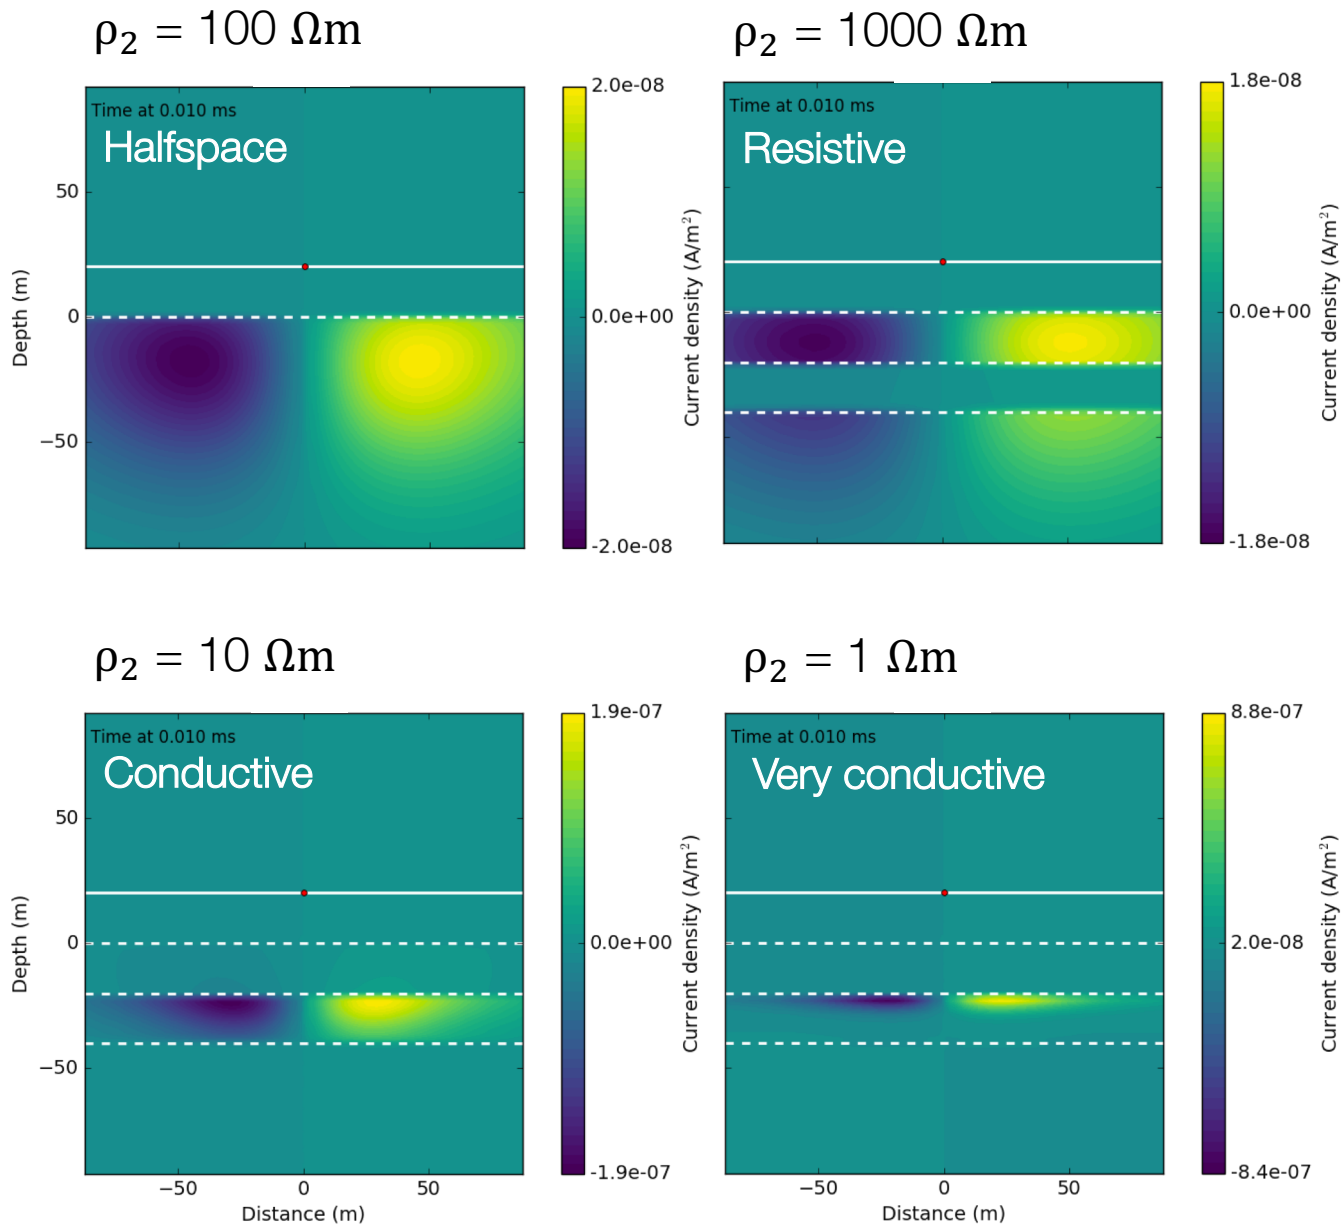 ρ₂ = 100 Ωm
Time at 0.010 ms
Halfspace
50
0
−50
Depth (m)
2.0e-08
0.0e+00
-2.0e-08
Current density (A/m²)
ρ₂ = 1000 Ωm
Time at 0.010 ms
Resistive
1.8e-08
0.0e+00
-1.8e-08
Current density (A/m²)
ρ₂ = 10 Ωm
Time at 0.010 ms
Conductive
50
0
−50
Depth (m)
−50
0
50
Distance (m)
1.9e-07
0.0e+00
-1.9e-07
Current density (A/m²)
ρ₂ = 1 Ωm
Time at 0.010 ms
Very conductive
−50
0
50
Distance (m)
8.8e-07
2.0e-08
-8.4e-07
Current density (A/m²)